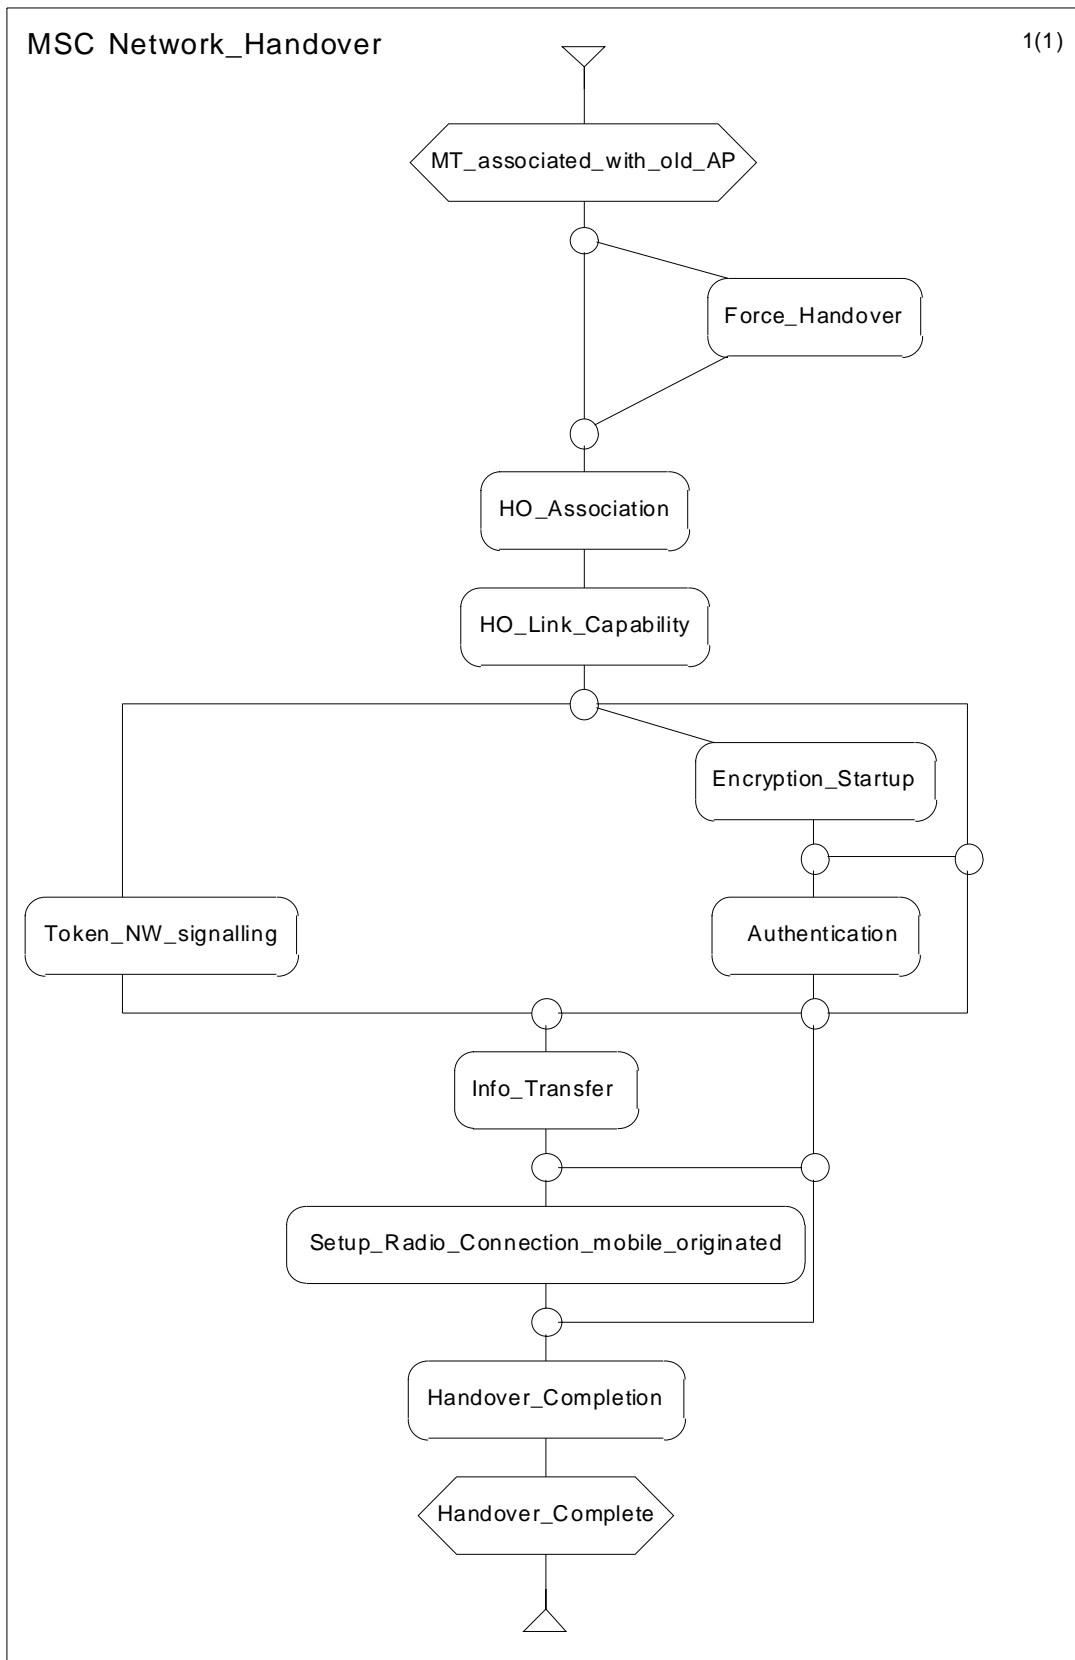 MSC Network_Handover
1(1)
MT_associated_with_old_AP
Force_Handover
HO_Association
HO_Link_Capability
Encryption_Startup
Token_NW_signalling
Authentication
Info_Transfer
Setup_Radio_Connection_mobile_originated
Handover_Completion
Handover_Complete